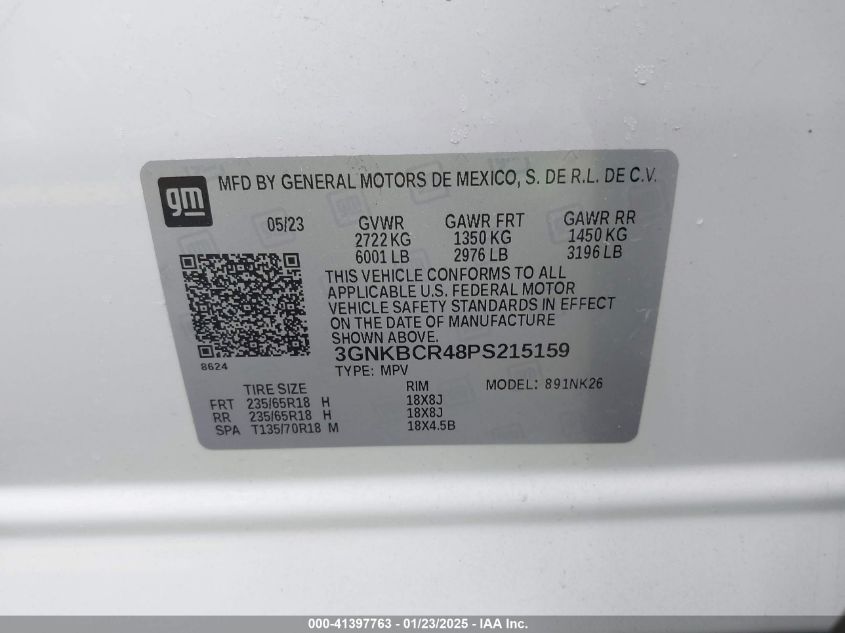 gm
MFD BY GENERAL MOTORS DE MEXICO, S. DE R.L. DE C.V.
05/23 GVWR GAWR FRT GAWR RR
2722 KG 1350 KG 1450 KG
6001 LB 2976 LB 3196 LB
THIS VEHICLE CONFORMS TO ALL
APPLICABLE U.S. FEDERAL MOTOR
VEHICLE SAFETY STANDARDS IN EFFECT
ON THE DATE OF MANUFACTURE
SHOWN ABOVE.
3GNKBCR48PS215159
8624
TYPE: MPV
TIRE SIZE RIM MODEL: 891NK26
FRT 235/65R18 H 18X8J
RR 235/65R18 H 18X8J
SPA T135/70R18 M 18X4.5B
000-41397763 - 01/23/2025 - IAA Inc.